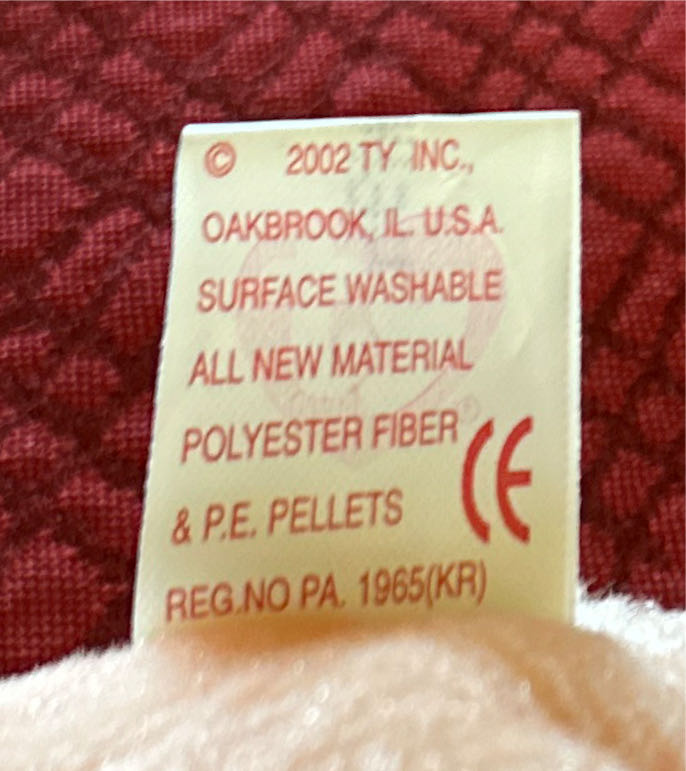 © 2002 TY INC.,
OAKBROOK, IL. U.S.A.
SURFACE WASHABLE
ALL NEW MATERIAL
POLYESTER FIBER
& P.E. PELLETS CE
REG.NO PA. 1965(KR)